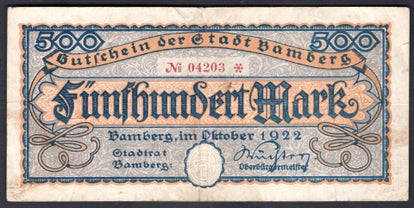 500 500
Gutschein der Stadt Bamberg
№ 04203 *
Fünfhundert Mark
Bamberg, im Oktober 1922
Stadtrat
Bamberg:
Oberbürgermeister